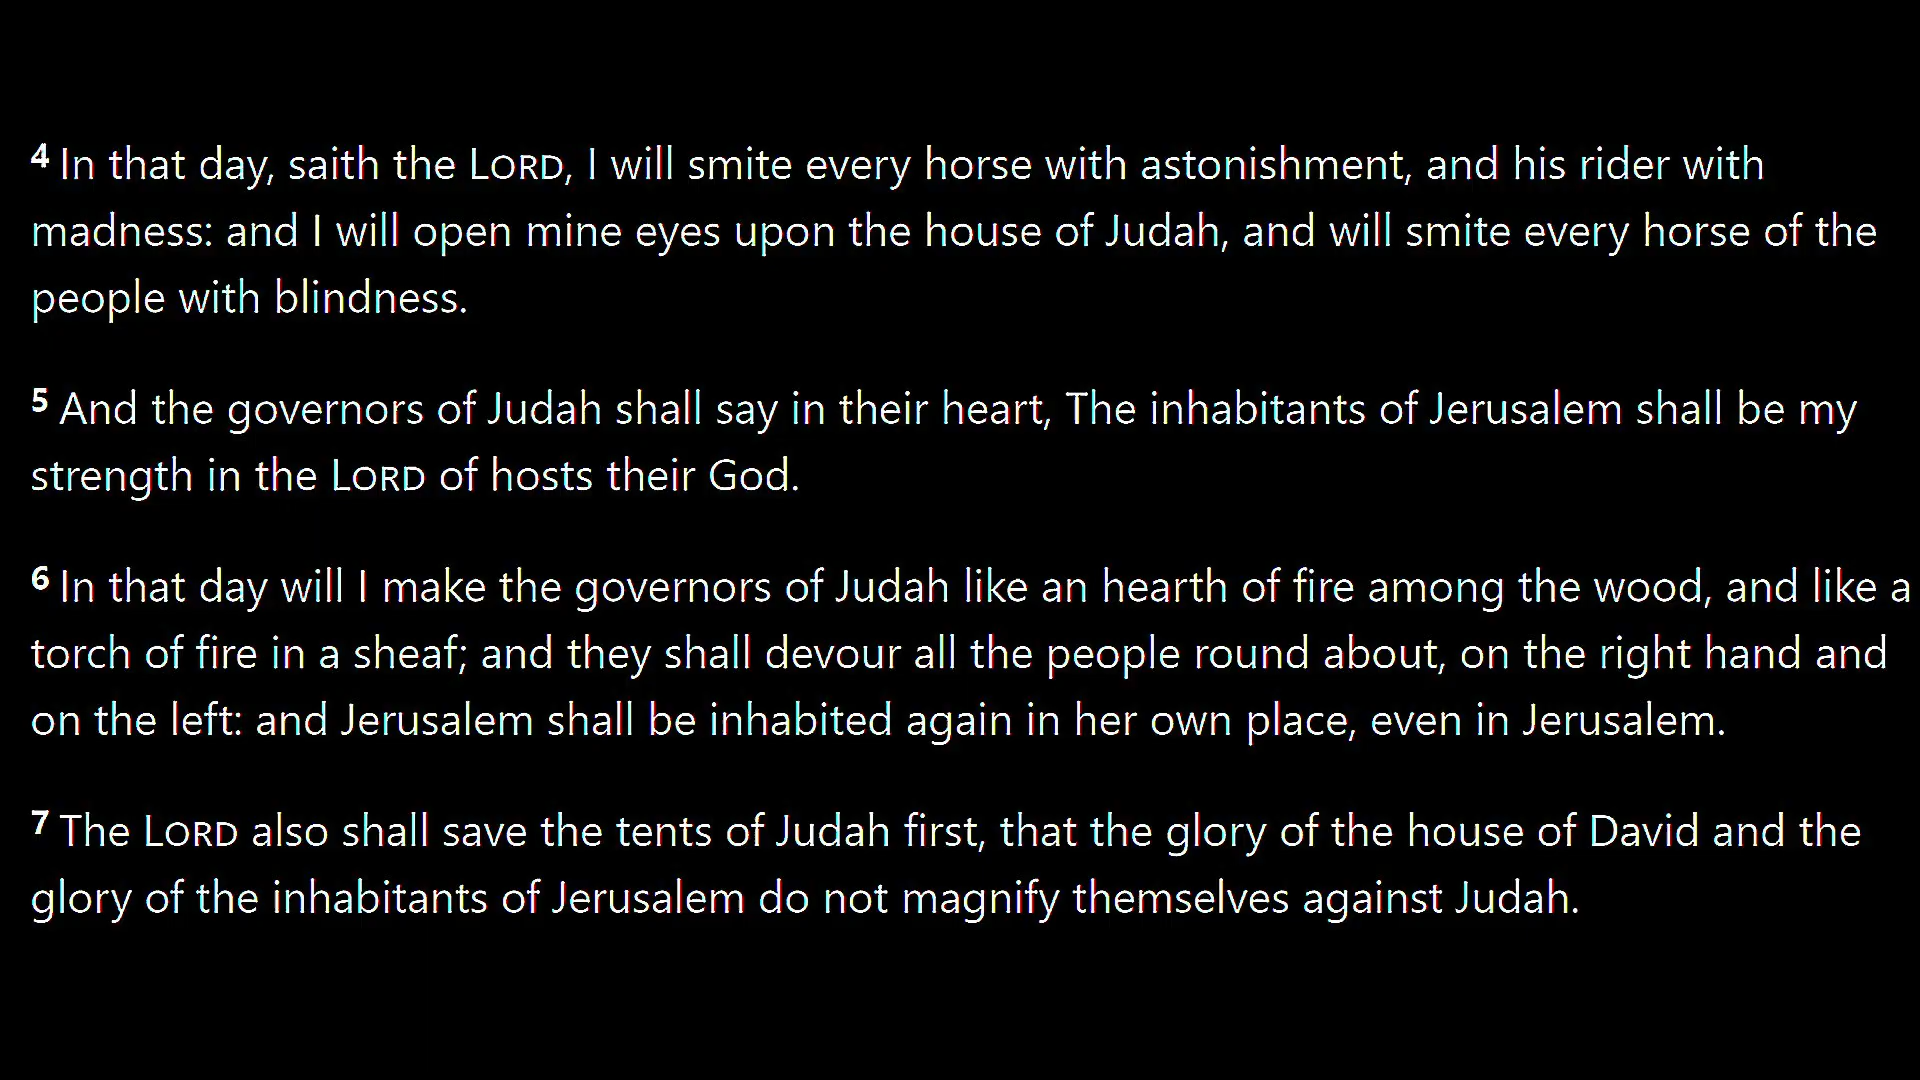 4 In that day, saith the LORD, I will smite every horse with astonishment, and his rider with
madness: and I will open mine eyes upon the house of Judah, and will smite every horse of the
people with blindness.
5 And the governors of Judah shall say in their heart, The inhabitants of Jerusalem shall be my
strength in the LORD of hosts their God.
6 In that day will I make the governors of Judah like an hearth of fire among the wood, and like a
torch of fire in a sheaf; and they shall devour all the people round about, on the right hand and
on the left: and Jerusalem shall be inhabited again in her own place, even in Jerusalem.
7 The LORD also shall save the tents of Judah first, that the glory of the house of David and the
glory of the inhabitants of Jerusalem do not magnify themselves against Judah.